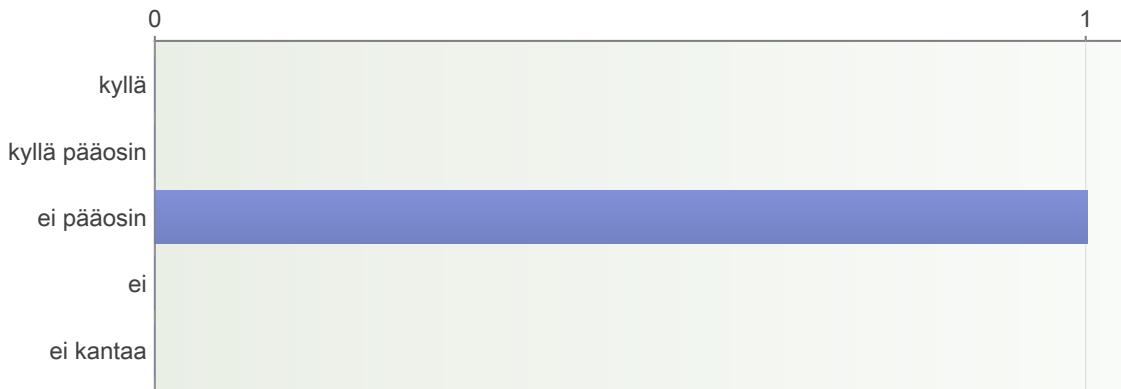 0 1
kyllä
kyllä pääosin
ei pääosin
ei
ei kantaa